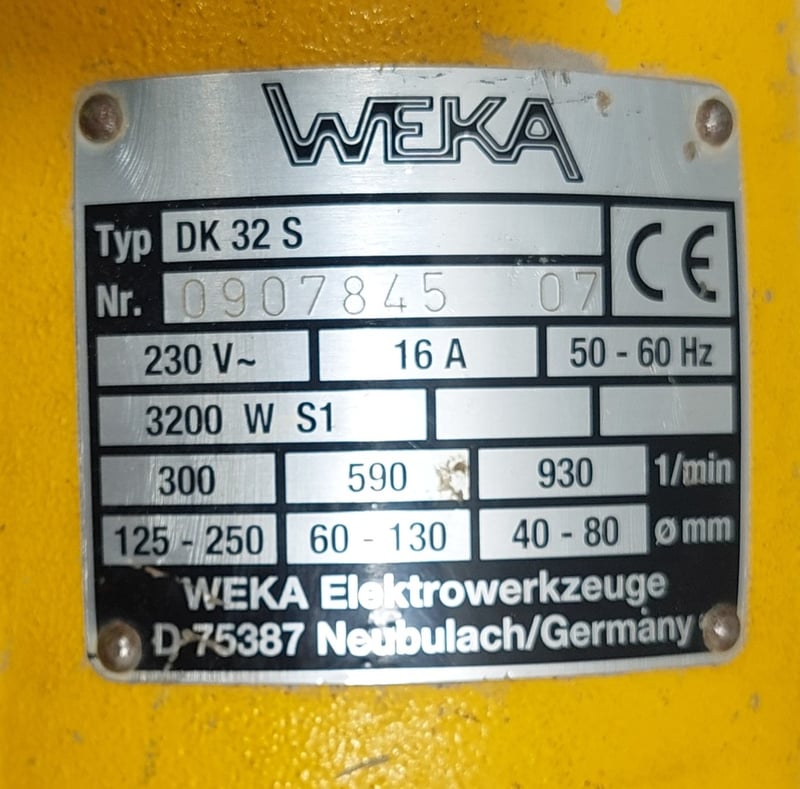 WEKA
Typ DK 32 S
CE
Nr. 0907845 07
230 V~ 16 A 50 - 60 Hz
3200 W S1
300 590 930 1/min
125 - 250 60 - 130 40 - 80 ø mm
WEKA Elektrowerkzeuge
D 75387 Neubulach/Germany